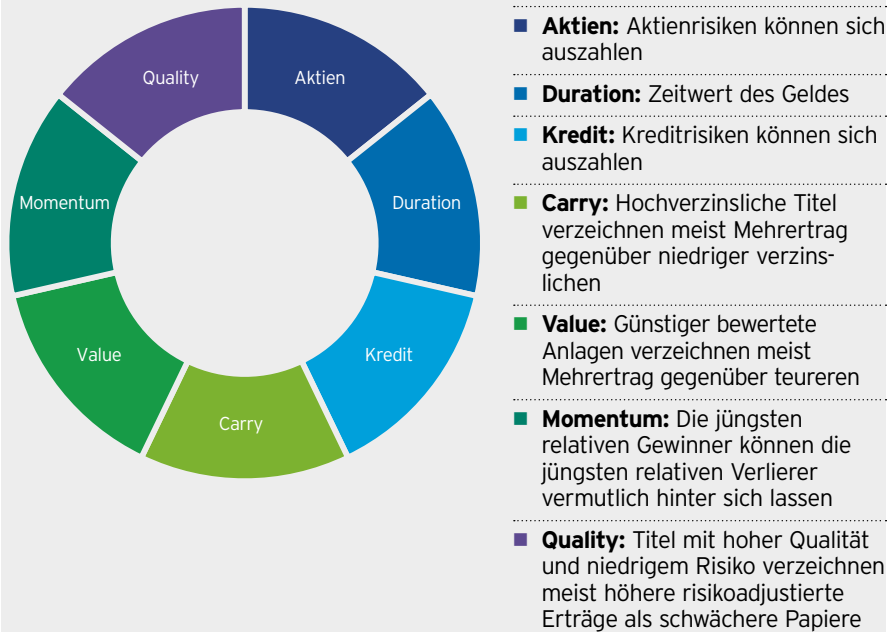 Quality
Aktien
Momentum
Duration
Value
Kredit
Carry
■ Aktien: Aktienrisiken können sich
auszahlen
■ Duration: Zeitwert des Geldes
■ Kredit: Kreditrisiken können sich
auszahlen
■ Carry: Hochverzinsliche Titel
verzeichnen meist Mehrertrag
gegenüber niedriger verzins-
lichen
■ Value: Günstiger bewertete
Anlagen verzeichnen meist
Mehrertrag gegenüber teureren
■ Momentum: Die jüngsten
relativen Gewinner können die
jüngsten relativen Verlierer
vermutlich hinter sich lassen
■ Quality: Titel mit hoher Qualität
und niedrigem Risiko verzeichnen
meist höhere risikoadjustierte
Erträge als schwächere Papiere